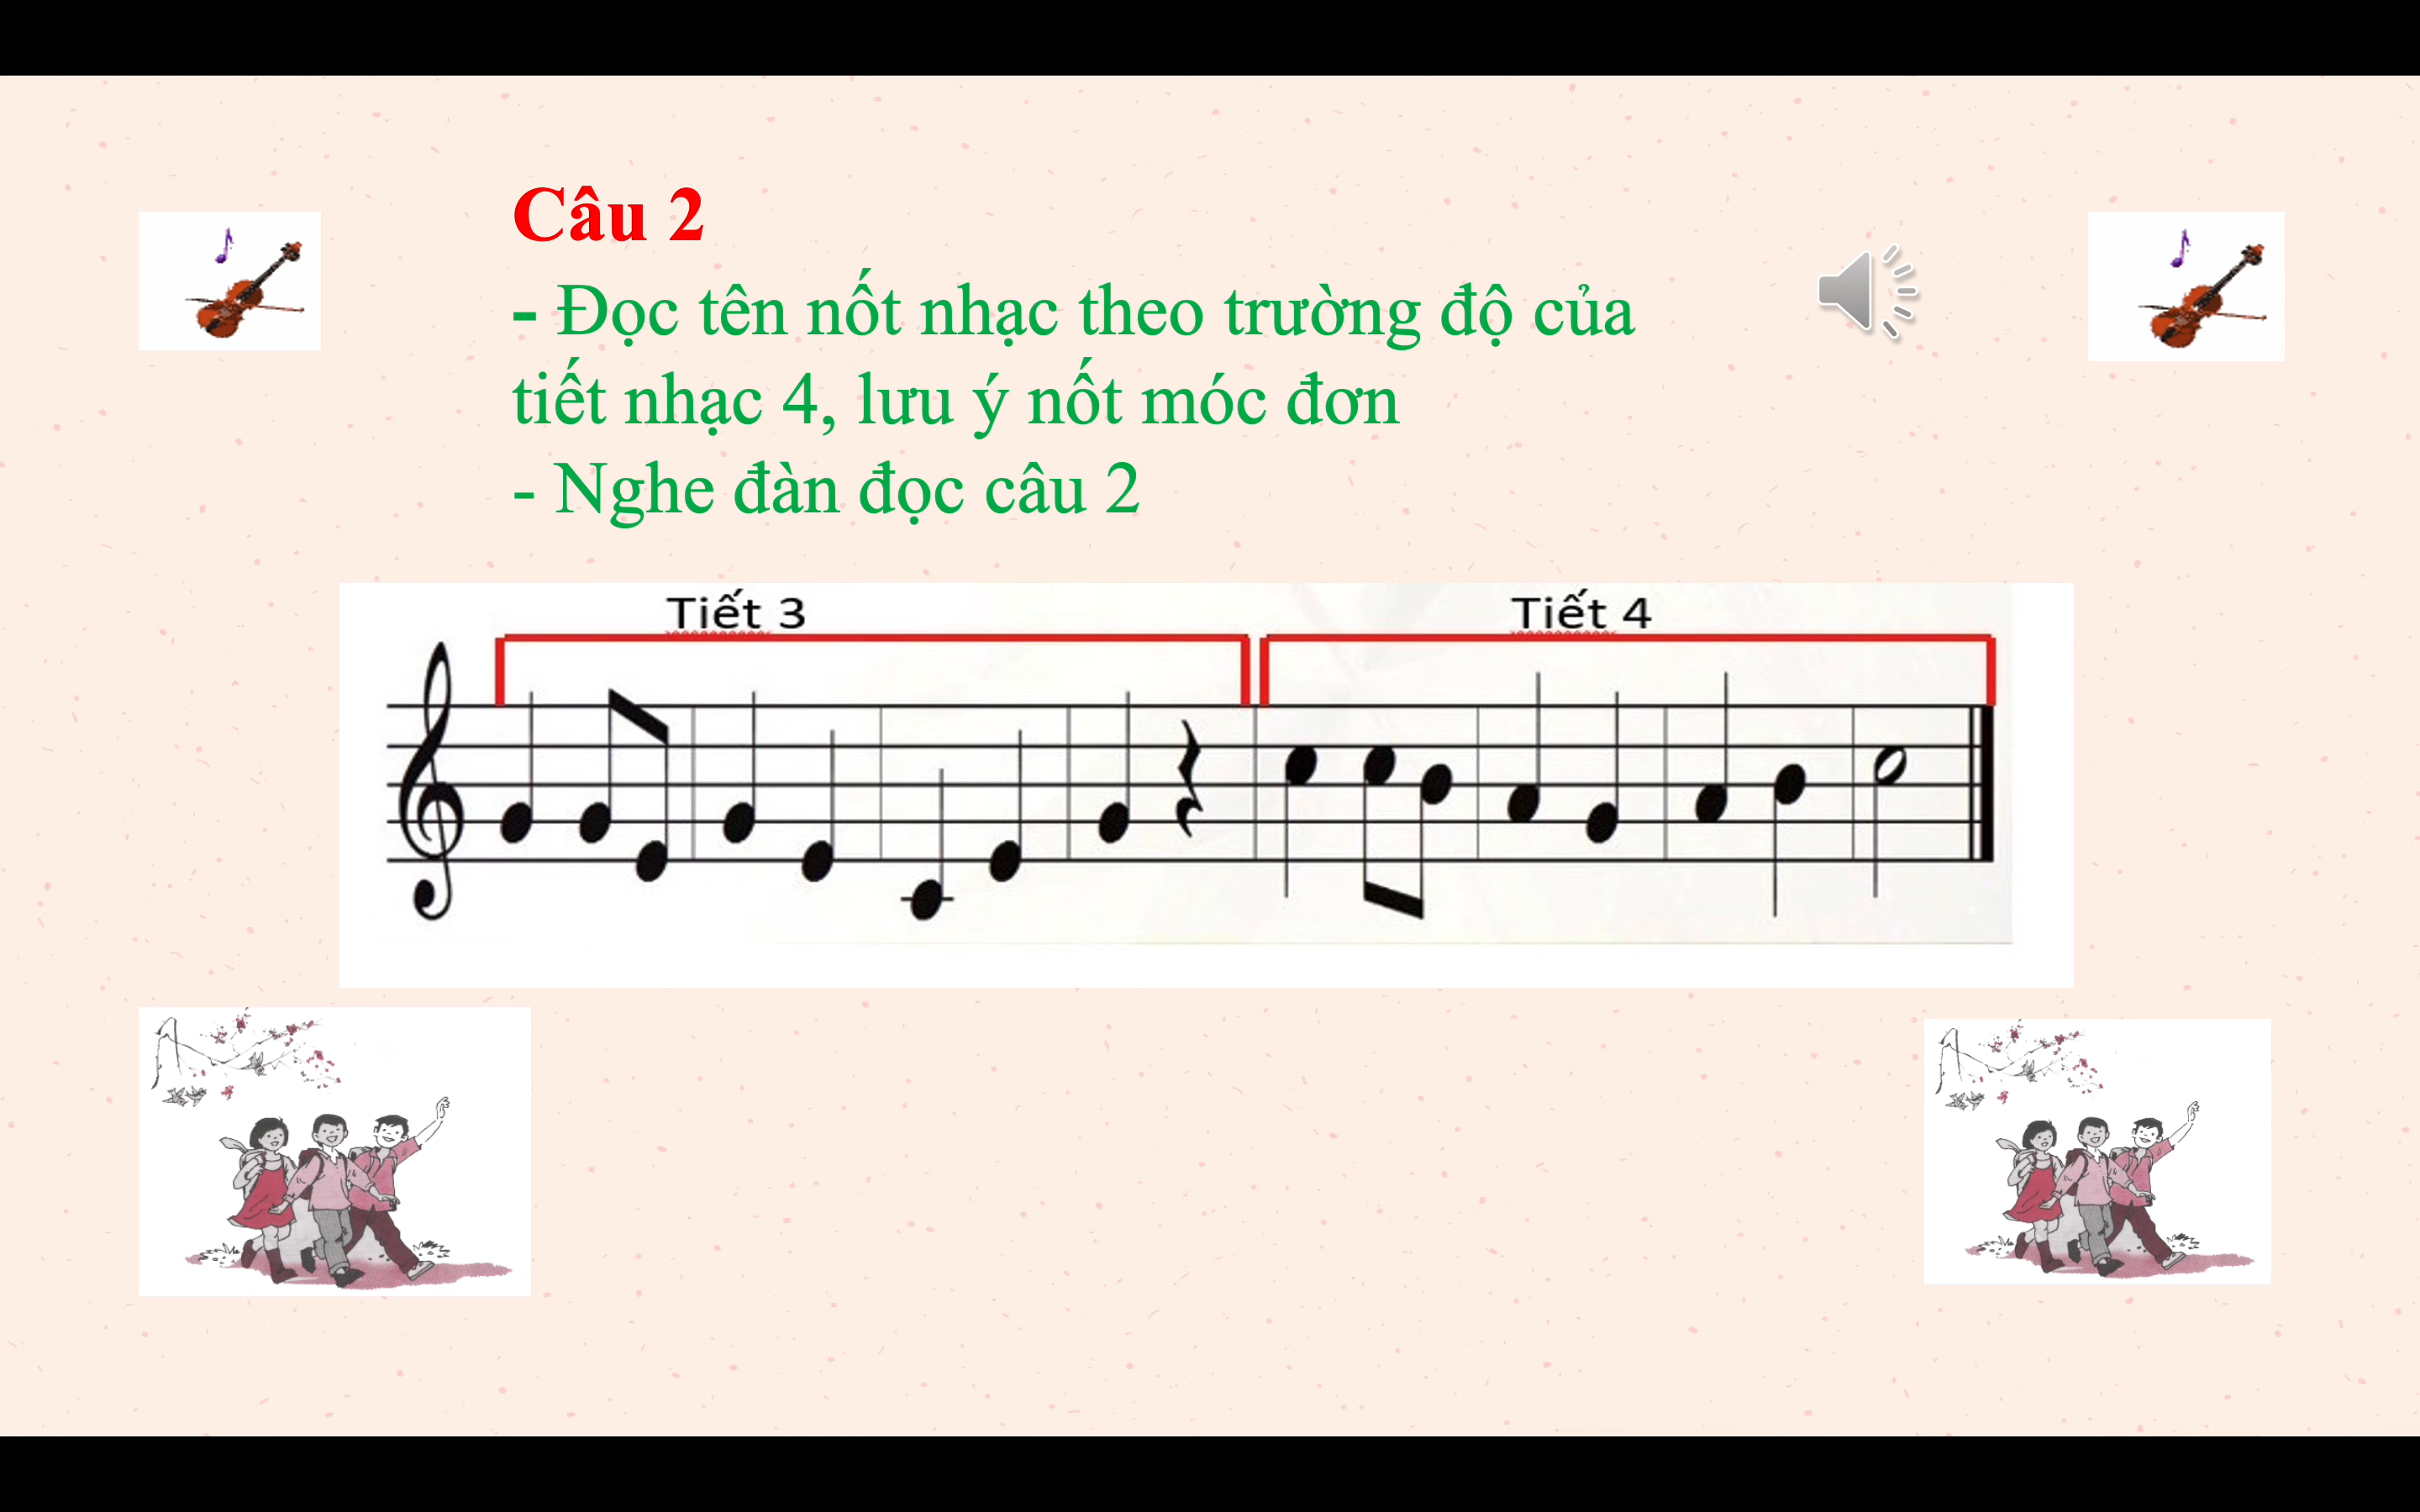 Câu 2
- Đọc tên nốt nhạc theo trường độ của
tiết nhạc 4, lưu ý nốt móc đơn
- Nghe đàn đọc câu 2
Tiết 3
Tiết 4